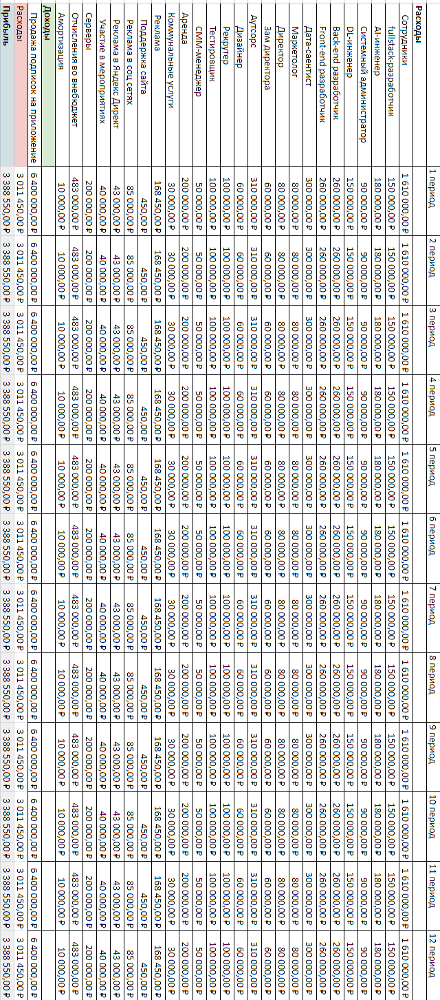 1 период 2 период 3 период 4 период 5 период 6 период 7 период 8 период 9 период 10 период 11 период 12 период
Расходы
Сотрудники 1 610 000,00 ₽ 1 610 000,00 ₽ 1 610 000,00 ₽ 1 610 000,00 ₽ 1 610 000,00 ₽ 1 610 000,00 ₽ 1 610 000,00 ₽ 1 610 000,00 ₽ 1 610 000,00 ₽ 1 610 000,00 ₽ 1 610 000,00 ₽ 1 610 000,00 ₽
fullstack-разработчик 150 000,00 ₽ 150 000,00 ₽ 150 000,00 ₽ 150 000,00 ₽ 150 000,00 ₽ 150 000,00 ₽ 150 000,00 ₽ 150 000,00 ₽ 150 000,00 ₽ 150 000,00 ₽ 150 000,00 ₽ 150 000,00 ₽
AI-инженер 180 000,00 ₽ 180 000,00 ₽ 180 000,00 ₽ 180 000,00 ₽ 180 000,00 ₽ 180 000,00 ₽ 180 000,00 ₽ 180 000,00 ₽ 180 000,00 ₽ 180 000,00 ₽ 180 000,00 ₽ 180 000,00 ₽
Системный администратор 90 000,00 ₽ 90 000,00 ₽ 90 000,00 ₽ 90 000,00 ₽ 90 000,00 ₽ 90 000,00 ₽ 90 000,00 ₽ 90 000,00 ₽ 90 000,00 ₽ 90 000,00 ₽ 90 000,00 ₽ 90 000,00 ₽
DL-инженер 150 000,00 ₽ 150 000,00 ₽ 150 000,00 ₽ 150 000,00 ₽ 150 000,00 ₽ 150 000,00 ₽ 150 000,00 ₽ 150 000,00 ₽ 150 000,00 ₽ 150 000,00 ₽ 150 000,00 ₽ 150 000,00 ₽
Back-end разработчик 260 000,00 ₽ 260 000,00 ₽ 260 000,00 ₽ 260 000,00 ₽ 260 000,00 ₽ 260 000,00 ₽ 260 000,00 ₽ 260 000,00 ₽ 260 000,00 ₽ 260 000,00 ₽ 260 000,00 ₽ 260 000,00 ₽
Front-end разработчик 260 000,00 ₽ 260 000,00 ₽ 260 000,00 ₽ 260 000,00 ₽ 260 000,00 ₽ 260 000,00 ₽ 260 000,00 ₽ 260 000,00 ₽ 260 000,00 ₽ 260 000,00 ₽ 260 000,00 ₽ 260 000,00 ₽
Дата-саентист 300 000,00 ₽ 300 000,00 ₽ 300 000,00 ₽ 300 000,00 ₽ 300 000,00 ₽ 300 000,00 ₽ 300 000,00 ₽ 300 000,00 ₽ 300 000,00 ₽ 300 000,00 ₽ 300 000,00 ₽ 300 000,00 ₽
Маркетолог 80 000,00 ₽ 80 000,00 ₽ 80 000,00 ₽ 80 000,00 ₽ 80 000,00 ₽ 80 000,00 ₽ 80 000,00 ₽ 80 000,00 ₽ 80 000,00 ₽ 80 000,00 ₽ 80 000,00 ₽ 80 000,00 ₽
Директор 80 000,00 ₽ 80 000,00 ₽ 80 000,00 ₽ 80 000,00 ₽ 80 000,00 ₽ 80 000,00 ₽ 80 000,00 ₽ 80 000,00 ₽ 80 000,00 ₽ 80 000,00 ₽ 80 000,00 ₽ 80 000,00 ₽
Зам директора 60 000,00 ₽ 60 000,00 ₽ 60 000,00 ₽ 60 000,00 ₽ 60 000,00 ₽ 60 000,00 ₽ 60 000,00 ₽ 60 000,00 ₽ 60 000,00 ₽ 60 000,00 ₽ 60 000,00 ₽ 60 000,00 ₽
Аутсорс 310 000,00 ₽ 310 000,00 ₽ 310 000,00 ₽ 310 000,00 ₽ 310 000,00 ₽ 310 000,00 ₽ 310 000,00 ₽ 310 000,00 ₽ 310 000,00 ₽ 310 000,00 ₽ 310 000,00 ₽ 310 000,00 ₽
Дизайнер 60 000,00 ₽ 60 000,00 ₽ 60 000,00 ₽ 60 000,00 ₽ 60 000,00 ₽ 60 000,00 ₽ 60 000,00 ₽ 60 000,00 ₽ 60 000,00 ₽ 60 000,00 ₽ 60 000,00 ₽ 60 000,00 ₽
Рекрутер 100 000,00 ₽ 100 000,00 ₽ 100 000,00 ₽ 100 000,00 ₽ 100 000,00 ₽ 100 000,00 ₽ 100 000,00 ₽ 100 000,00 ₽ 100 000,00 ₽ 100 000,00 ₽ 100 000,00 ₽ 100 000,00 ₽
Тестировщик 100 000,00 ₽ 100 000,00 ₽ 100 000,00 ₽ 100 000,00 ₽ 100 000,00 ₽ 100 000,00 ₽ 100 000,00 ₽ 100 000,00 ₽ 100 000,00 ₽ 100 000,00 ₽ 100 000,00 ₽ 100 000,00 ₽
СММ-менеджер 50 000,00 ₽ 50 000,00 ₽ 50 000,00 ₽ 50 000,00 ₽ 50 000,00 ₽ 50 000,00 ₽ 50 000,00 ₽ 50 000,00 ₽ 50 000,00 ₽ 50 000,00 ₽ 50 000,00 ₽ 50 000,00 ₽
Аренда 200 000,00 ₽ 200 000,00 ₽ 200 000,00 ₽ 200 000,00 ₽ 200 000,00 ₽ 200 000,00 ₽ 200 000,00 ₽ 200 000,00 ₽ 200 000,00 ₽ 200 000,00 ₽ 200 000,00 ₽ 200 000,00 ₽
Коммунальные услуги 30 000,00 ₽ 30 000,00 ₽ 30 000,00 ₽ 30 000,00 ₽ 30 000,00 ₽ 30 000,00 ₽ 30 000,00 ₽ 30 000,00 ₽ 30 000,00 ₽ 30 000,00 ₽ 30 000,00 ₽ 30 000,00 ₽
Реклама 168 450,00 ₽ 168 450,00 ₽ 168 450,00 ₽ 168 450,00 ₽ 168 450,00 ₽ 168 450,00 ₽ 168 450,00 ₽ 168 450,00 ₽ 168 450,00 ₽ 168 450,00 ₽ 168 450,00 ₽ 168 450,00 ₽
Поддержка сайта 450,00 ₽ 450,00 ₽ 450,00 ₽ 450,00 ₽ 450,00 ₽ 450,00 ₽ 450,00 ₽ 450,00 ₽ 450,00 ₽ 450,00 ₽ 450,00 ₽ 450,00 ₽
Реклама в соц сетях 85 000,00 ₽ 85 000,00 ₽ 85 000,00 ₽ 85 000,00 ₽ 85 000,00 ₽ 85 000,00 ₽ 85 000,00 ₽ 85 000,00 ₽ 85 000,00 ₽ 85 000,00 ₽ 85 000,00 ₽ 85 000,00 ₽
Реклама в Яндекс Директ 43 000,00 ₽ 43 000,00 ₽ 43 000,00 ₽ 43 000,00 ₽ 43 000,00 ₽ 43 000,00 ₽ 43 000,00 ₽ 43 000,00 ₽ 43 000,00 ₽ 43 000,00 ₽ 43 000,00 ₽ 43 000,00 ₽
Участие в мероприятиях 40 000,00 ₽ 40 000,00 ₽ 40 000,00 ₽ 40 000,00 ₽ 40 000,00 ₽ 40 000,00 ₽ 40 000,00 ₽ 40 000,00 ₽ 40 000,00 ₽ 40 000,00 ₽ 40 000,00 ₽ 40 000,00 ₽
Серверы 200 000,00 ₽ 200 000,00 ₽ 200 000,00 ₽ 200 000,00 ₽ 200 000,00 ₽ 200 000,00 ₽ 200 000,00 ₽ 200 000,00 ₽ 200 000,00 ₽ 200 000,00 ₽ 200 000,00 ₽ 200 000,00 ₽
Отчисления во внебюджет 483 000,00 ₽ 483 000,00 ₽ 483 000,00 ₽ 483 000,00 ₽ 483 000,00 ₽ 483 000,00 ₽ 483 000,00 ₽ 483 000,00 ₽ 483 000,00 ₽ 483 000,00 ₽ 483 000,00 ₽ 483 000,00 ₽
Амортизация 10 000,00 ₽ 10 000,00 ₽ 10 000,00 ₽ 10 000,00 ₽ 10 000,00 ₽ 10 000,00 ₽ 10 000,00 ₽ 10 000,00 ₽ 10 000,00 ₽ 10 000,00 ₽ 10 000,00 ₽ 10 000,00 ₽
Доходы
Продажа подписок на приложение 6 400 000,00 ₽ 6 400 000,00 ₽ 6 400 000,00 ₽ 6 400 000,00 ₽ 6 400 000,00 ₽ 6 400 000,00 ₽ 6 400 000,00 ₽ 6 400 000,00 ₽ 6 400 000,00 ₽ 6 400 000,00 ₽ 6 400 000,00 ₽ 6 400 000,00 ₽
Расходы 3 011 450,00 ₽ 3 011 450,00 ₽ 3 011 450,00 ₽ 3 011 450,00 ₽ 3 011 450,00 ₽ 3 011 450,00 ₽ 3 011 450,00 ₽ 3 011 450,00 ₽ 3 011 450,00 ₽ 3 011 450,00 ₽ 3 011 450,00 ₽ 3 011 450,00 ₽
Прибыль 3 388 550,00 ₽ 3 388 550,00 ₽ 3 388 550,00 ₽ 3 388 550,00 ₽ 3 388 550,00 ₽ 3 388 550,00 ₽ 3 388 550,00 ₽ 3 388 550,00 ₽ 3 388 550,00 ₽ 3 388 550,00 ₽ 3 388 550,00 ₽ 3 388 550,00 ₽